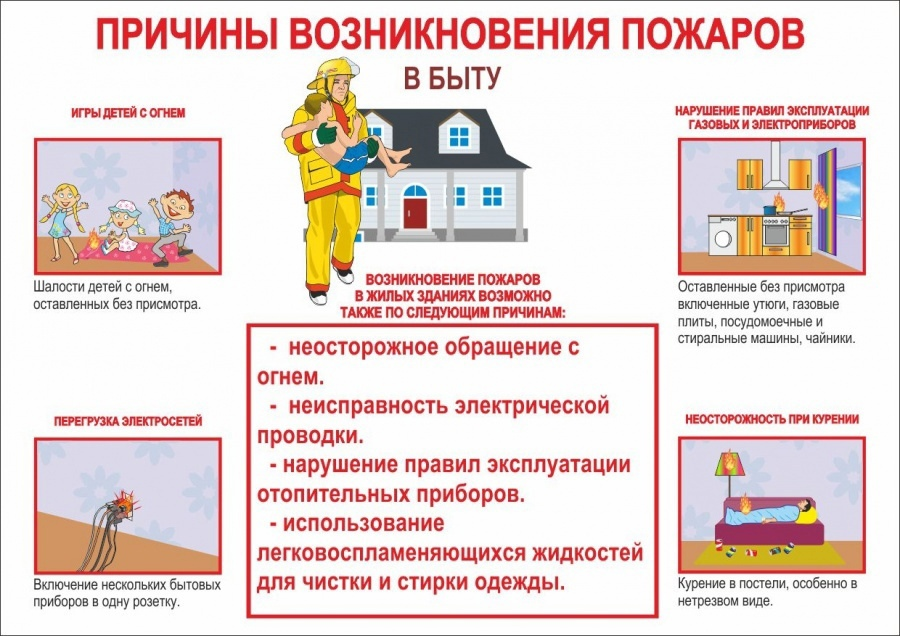 ПРИЧИНЫ ВОЗНИКНОВЕНИЯ ПОЖАРОВ
В БЫТУ
ИГРЫ ДЕТЕЙ С ОГНЕМ
Шалости детей с огнем,
оставленных без присмотра.
НАРУШЕНИЕ ПРАВИЛ ЭКСПЛУАТАЦИИ
ГАЗОВЫХ И ЭЛЕКТРОПРИБОРОВ
Оставленные без присмотра
включенные утюги, газовые
плиты, посудомоечные и
стиральные машины, чайники.
ВОЗНИКНОВЕНИЕ ПОЖАРОВ
В ЖИЛЫХ ЗДАНИЯХ ВОЗМОЖНО
ТАКЖЕ ПО СЛЕДУЮЩИМ ПРИЧИНАМ:
- неосторожное обращение с
огнем.
- неисправность электрической
проводки.
- нарушение правил эксплуатации
отопительных приборов.
- использование
легковоспламеняющихся жидкостей
для чистки и стирки одежды.
ПЕРЕГРУЗКА ЭЛЕКТРОСЕТЕЙ
Включение нескольких бытовых
приборов в одну розетку.
НЕОСТОРОЖНОСТЬ ПРИ КУРЕНИИ
Курение в постели, особенно в
нетрезвом виде.